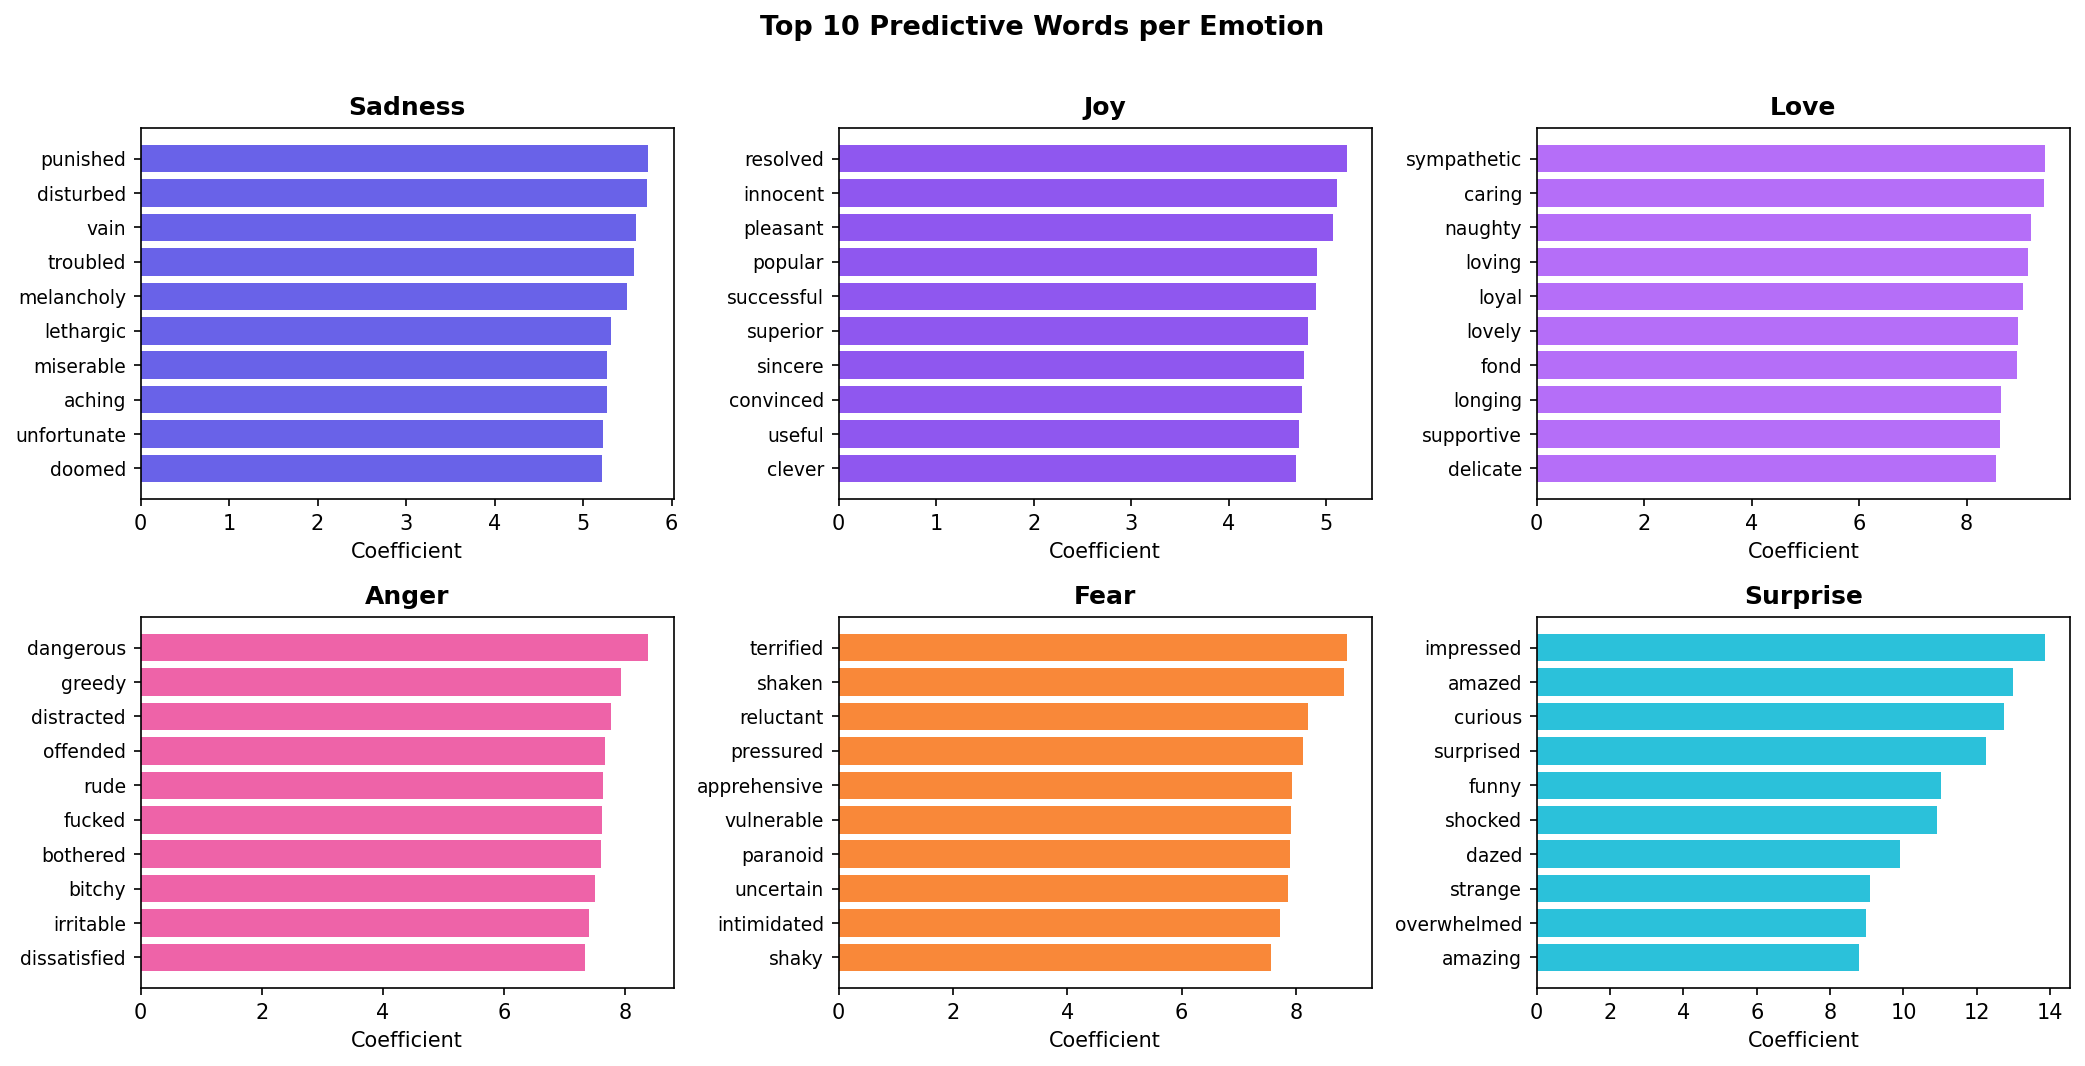 Top 10 Predictive Words per Emotion
Sadness
punished
disturbed
vain
troubled
melancholy
lethargic
miserable
aching
unfortunate
doomed
0 1 2 3 4 5 6
Coefficient
Joy
resolved
innocent
pleasant
popular
successful
superior
sincere
convinced
useful
clever
0 1 2 3 4 5
Coefficient
Love
sympathetic
caring
naughty
loving
loyal
lovely
fond
longing
supportive
delicate
0 2 4 6 8
Coefficient
Anger
dangerous
greedy
distracted
offended
rude
fucked
bothered
bitchy
irritable
dissatisfied
0 2 4 6 8
Coefficient
Fear
terrified
shaken
reluctant
pressured
apprehensive
vulnerable
paranoid
uncertain
intimidated
shaky
0 2 4 6 8
Coefficient
Surprise
impressed
amazed
curious
surprised
funny
shocked
dazed
strange
overwhelmed
amazing
0 2 4 6 8 10 12 14
Coefficient